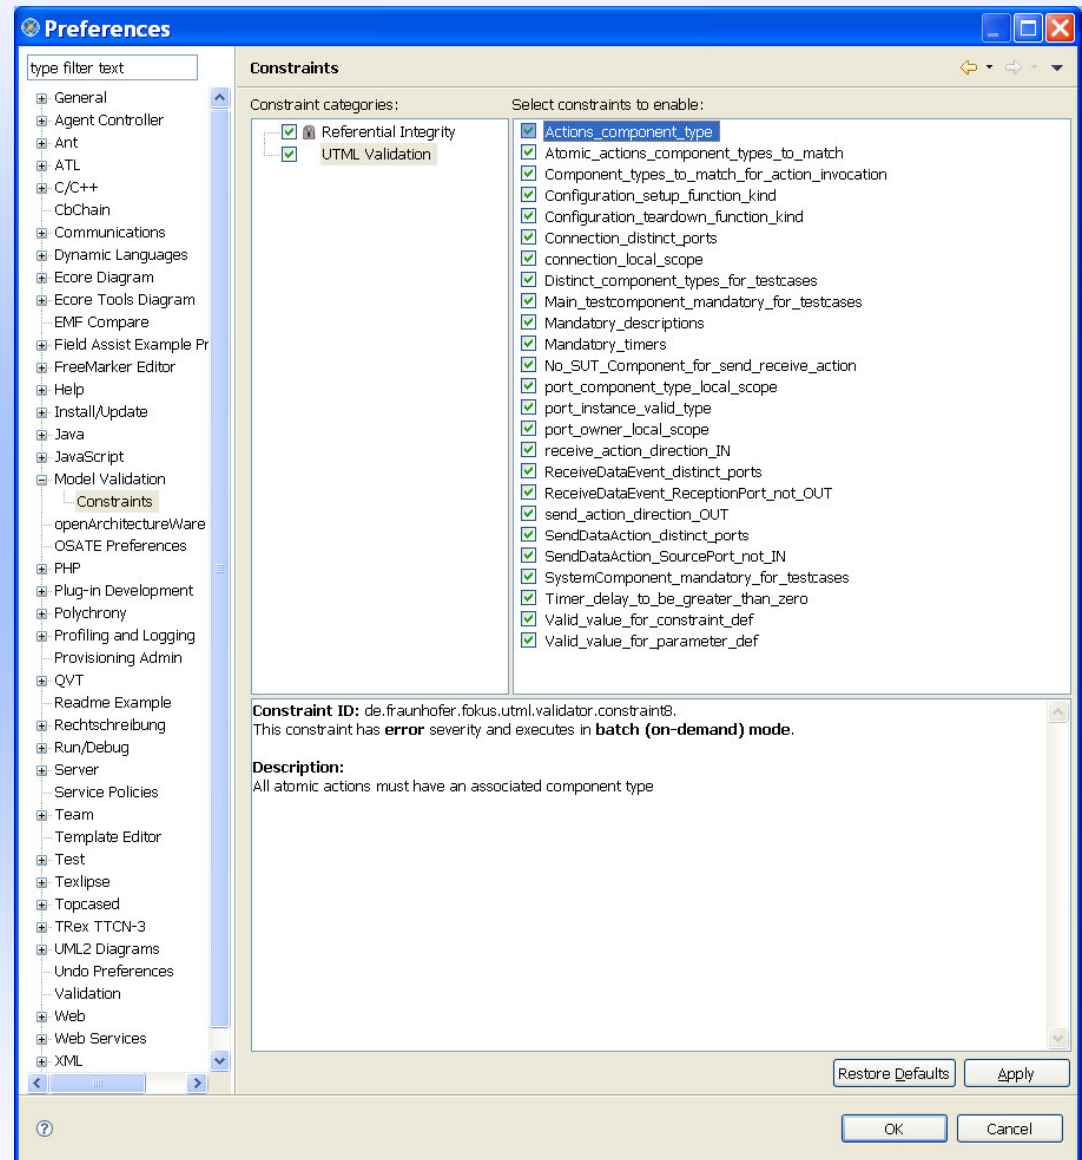 Preferences
type filter text
Constraints
General
Agent Controller
Ant
ATL
C/C++
CbChain
Communications
Dynamic Languages
Ecore Diagram
Ecore Tools Diagram
EMF Compare
Field Assist Example Pr
FreeMarker Editor
Help
Install/Update
Java
JavaScript
Model Validation
Constraints
openArchitectureWare
OSATE Preferences
PHP
Plug-in Development
Polychrony
Profiling and Logging
Provisioning Admin
QVT
Readme Example
Rechtschreibung
Run/Debug
Server
Service Policies
Team
Template Editor
Test
Texlipse
Topcased
TRex TTCN-3
UML2 Diagrams
Undo Preferences
Validation
Web
Web Services
XML
Constraint categories:
Referential Integrity
UTML Validation
Select constraints to enable:
Actions_component_type
Atomic_actions_component_types_to_match
Component_types_to_match_for_action_invocation
Configuration_setup_function_kind
Configuration_teardown_function_kind
Connection_distinct_ports
connection_local_scope
Distinct_component_types_for_testcases
Main_testcomponent_mandatory_for_testcases
Mandatory_descriptions
Mandatory_timers
No_SUT_Component_for_send_receive_action
port_component_type_local_scope
port_instance_valid_type
port_owner_local_scope
receive_action_direction_IN
ReceiveDataEvent_distinct_ports
ReceiveDataEvent_ReceptionPort_not_OUT
send_action_direction_OUT
SendDataAction_distinct_ports
SendDataAction_SourcePort_not_IN
SystemComponent_mandatory_for_testcases
Timer_delay_to_be_greater_than_zero
Valid_value_for_constraint_def
Valid_value_for_parameter_def
Constraint ID: de.fraunhofer.fokus.utml.validator.constraint8.
This constraint has error severity and executes in batch (on-demand) mode.
Description:
All atomic actions must have an associated component type
Restore Defaults
Apply
?
OK
Cancel